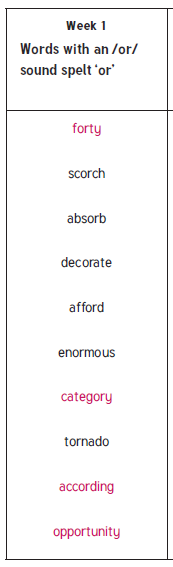 Week 1
Words with an /or/
sound spelt ‘or’
forty
scorch
absorb
decorate
afford
enormous
category
tornado
according
opportunity